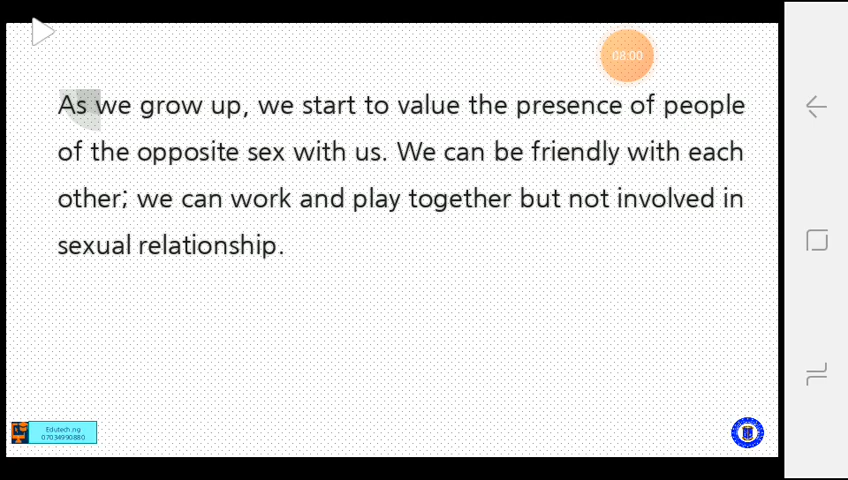 08:00
As we grow up, we start to value the presence of people
of the opposite sex with us. We can be friendly with each
other; we can work and play together but not involved in
sexual relationship.
Edutech.ng
07034990880